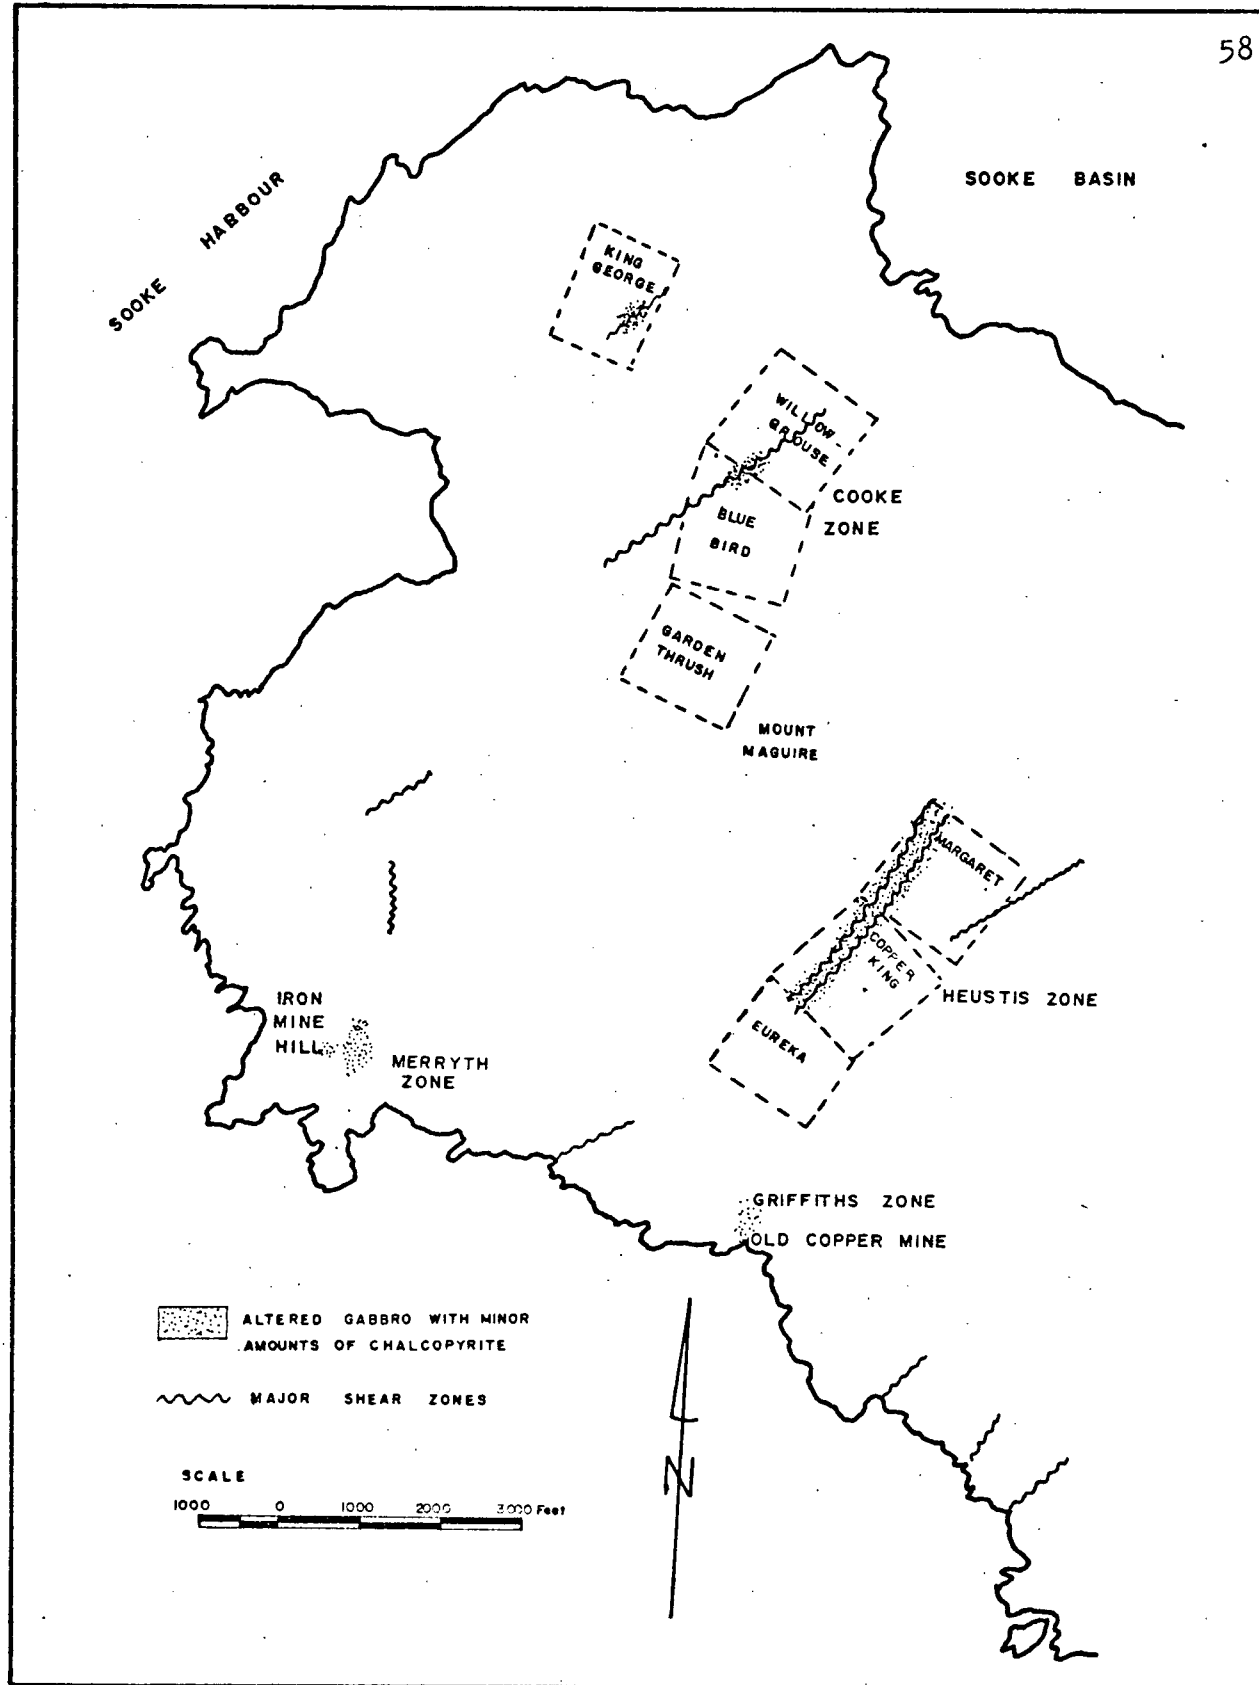 58
SOOKE BASIN
SOOKE HABBOUR
KING
GEORGE
WILLOW
GROUSE
COOKE
ZONE
BLUE
BIRD
GARDEN
THRUSH
MOUNT
MAGUIRE
MARGARET
COPPER
KING
HEUSTIS ZONE
EUREKA
IRON
MINE
HILL
MERRYTH
ZONE
GRIFFITHS ZONE
OLD COPPER MINE
ALTERED GABBRO WITH MINOR
AMOUNTS OF CHALCOPYRITE
MAJOR SHEAR ZONES
SCALE
1000 0 1000 2000 3000 Feet
N